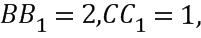 BB₁ = 2,CC₁ = 1,